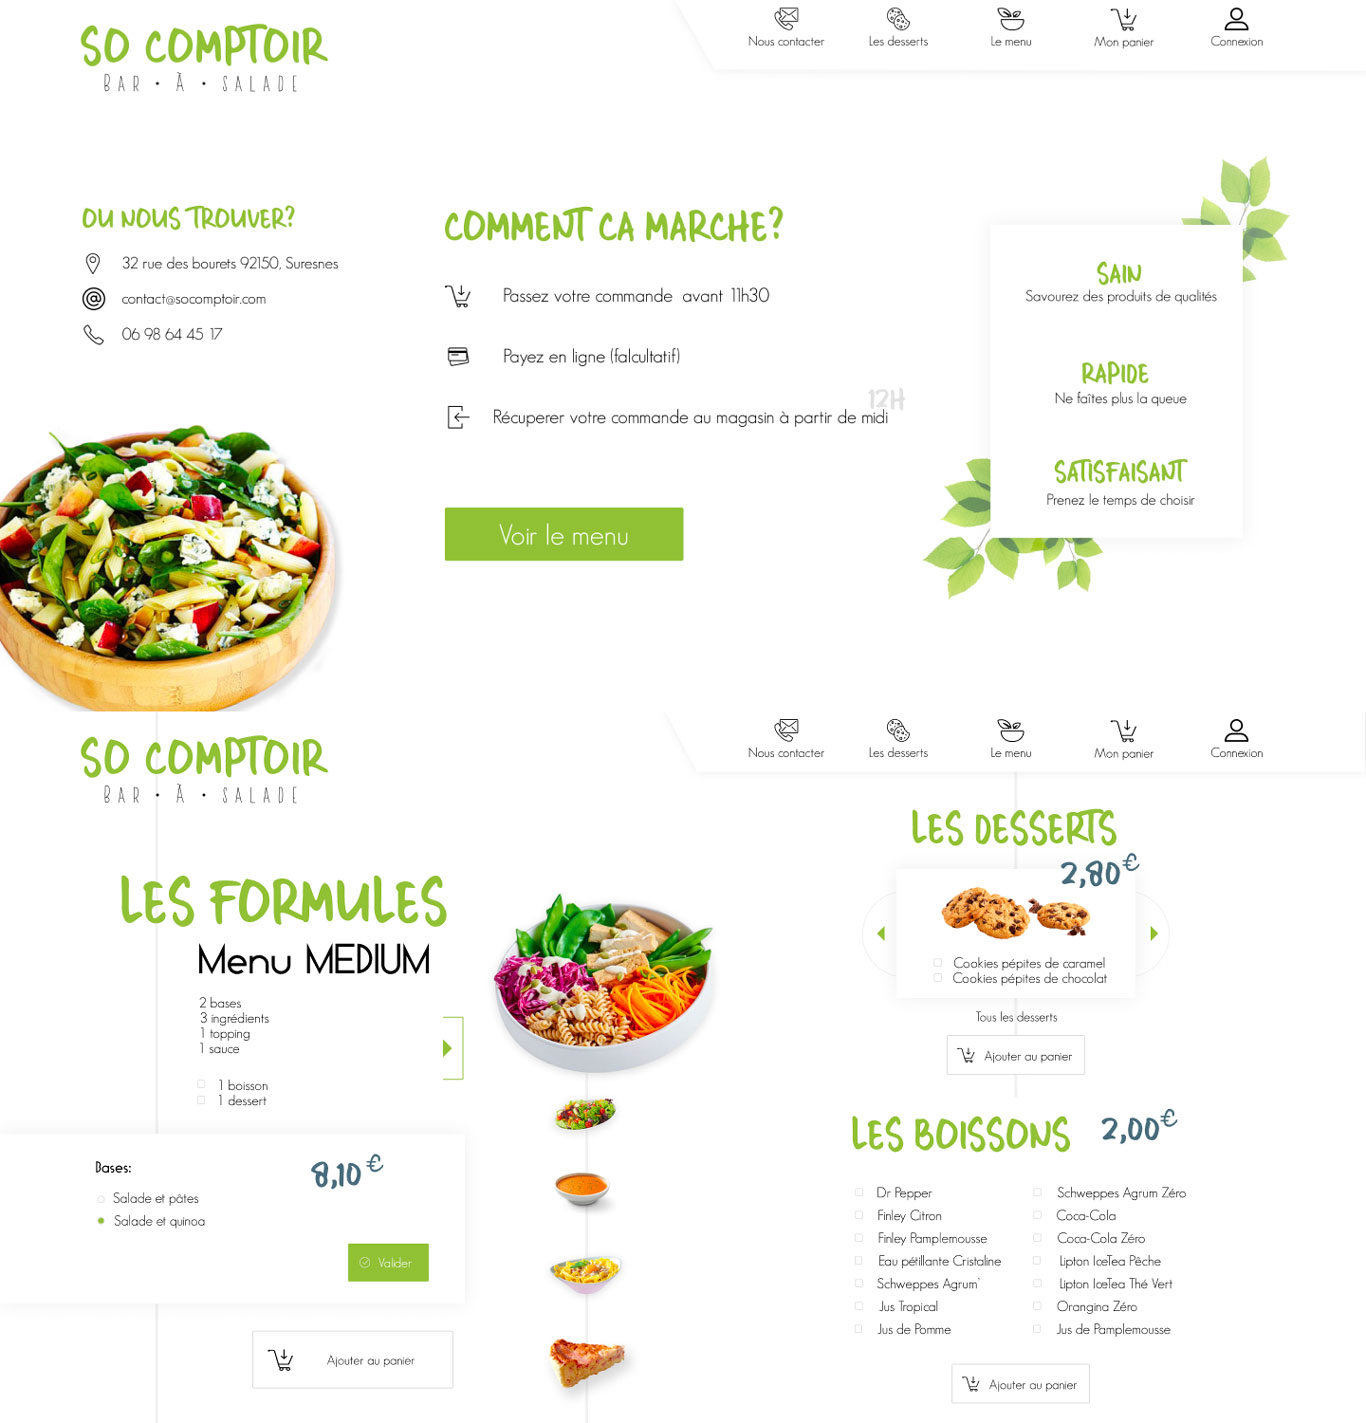 SO COMPTOIR
BAR • À • SALADE
Nous contacter
Les desserts
Le menu
Mon panier
Connexion
OU NOUS TROUVER?
32 rue des bourets 92150, Suresnes
contact@socomptoir.com
06 98 64 45 17
COMMENT CA MARCHE?
Passez votre commande avant 11h30
Payez en ligne (falcultatif)
12H
Récuperer votre commande au magasin à partir de midi
Voir le menu
SAIN
Savourez des produits de qualités
RAPIDE
Ne faîtes plus la queue
SATISFAISANT
Prenez le temps de choisir
SO COMPTOIR
BAR • À • SALADE
Nous contacter
Les desserts
Le menu
Mon panier
Connexion
LES FORMULES
Menu MEDIUM
2 bases
3 ingrédients
1 topping
1 sauce
1 boisson
1 dessert
Bases:
8,10 €
Salade et pâtes
Salade et quinoa
Valider
Ajouter au panier
LES DESSERTS
2,80 €
Cookies pépites de caramel
Cookies pépites de chocolat
Tous les desserts
Ajouter au panier
LES BOISSONS
2,00 €
Dr Pepper
Finley Citron
Finley Pamplemousse
Eau pétillante Cristaline
Schweppes Agrum'
Jus Tropical
Jus de Pomme
Schweppes Agrum Zéro
Coca-Cola
Coca-Cola Zéro
Lipton IceTea Pêche
Lipton IceTea Thé Vert
Orangina Zéro
Jus de Pamplemousse
Ajouter au panier